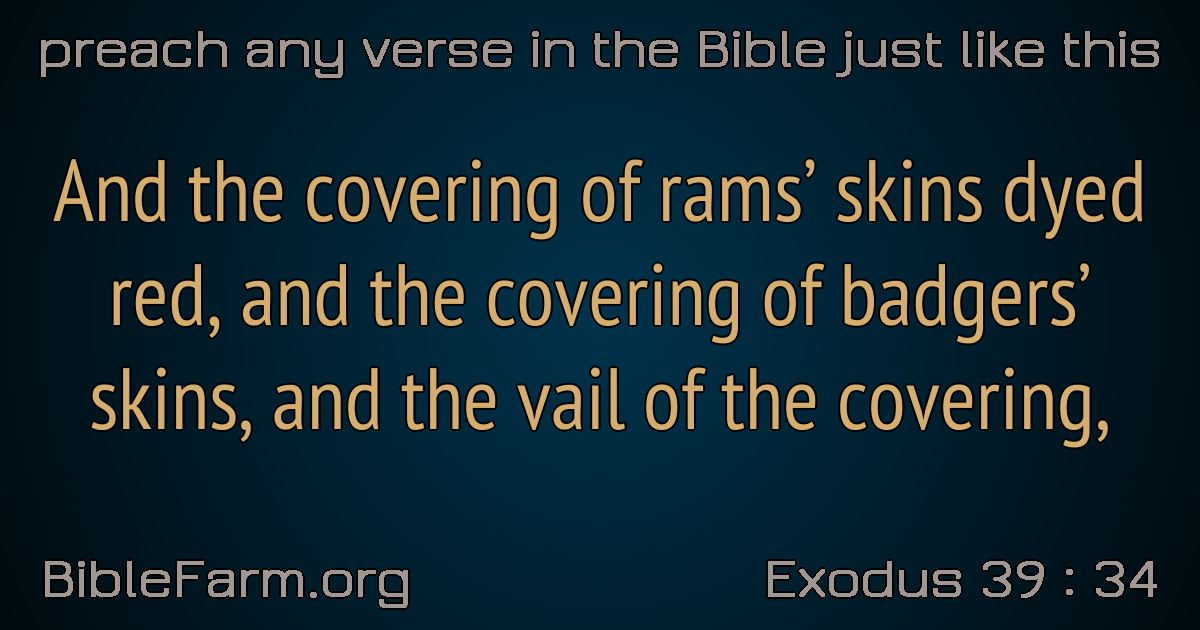 preach any verse in the Bible just like this
And the covering of rams’ skins dyed
red, and the covering of badgers’
skins, and the vail of the covering,
BibleFarm.org
Exodus 39 : 34